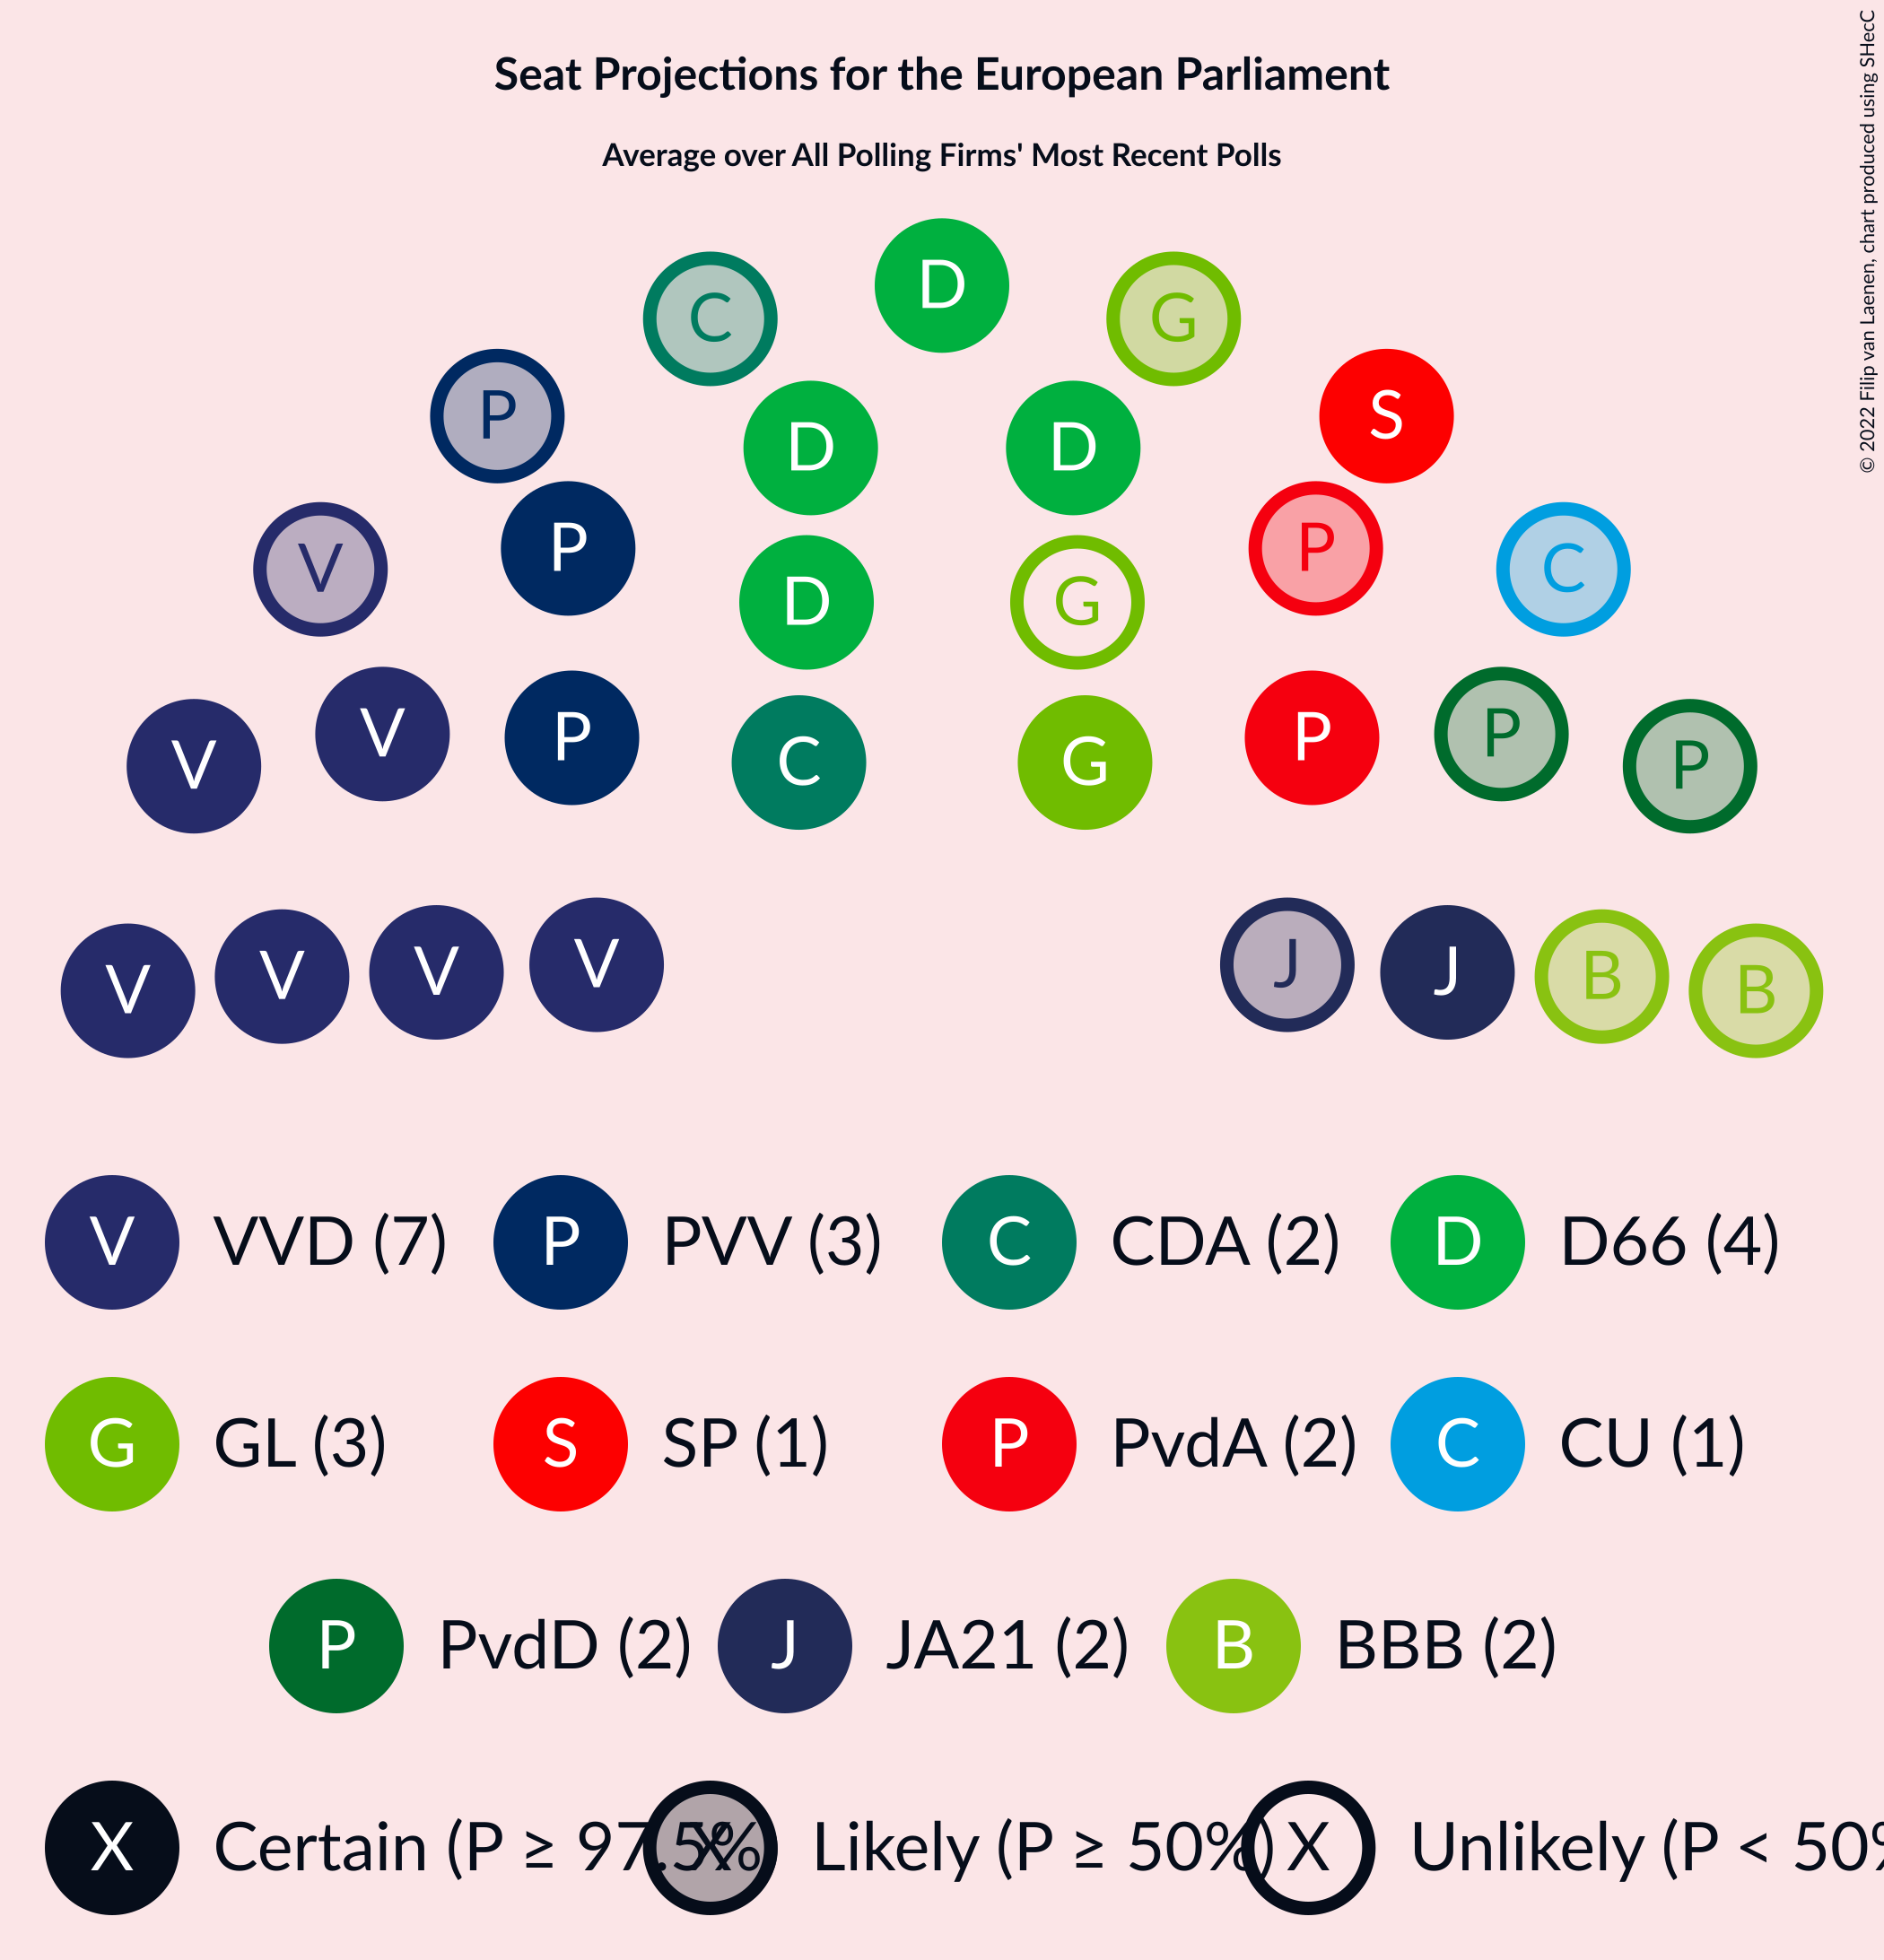 Seat Projections for the European Parliament
Average over All Polling Firms' Most Recent Polls
© 2022 Filip van Laenen, chart produced using SHecC
D
C G
P S
D D
P P
V C
D G
V P
P P
C G
V P
J V
V J
V B
V B
V VVD (7) P PVV (3) C CDA (2) D D66 (4)
G GL (3) S SP (1) P PvdA (2) C CU (1)
P PvdD (2) J JA21 (2) B BBB (2)
X Certain (P ≥ 97.5% X Likely (P ≥ 50%) X Unlikely (P < 50%